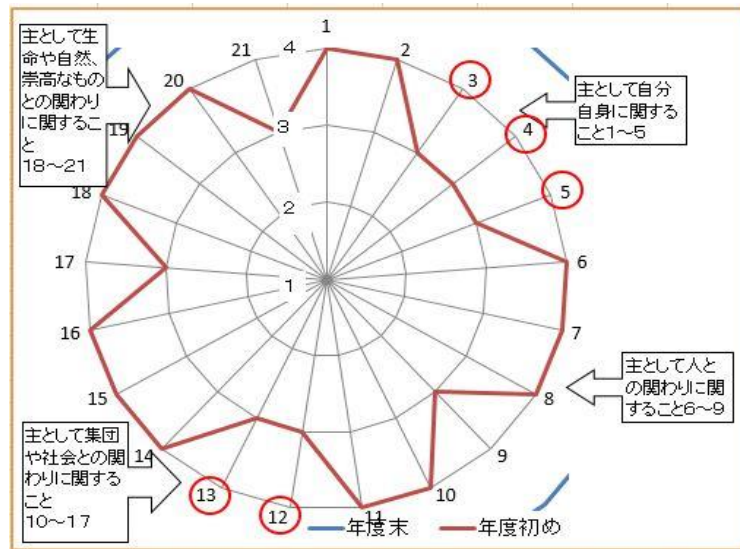 主として生
命や自然、
崇高なもの
との関わり
に関すること
18～21
主として自分
自身に関する
こと1～5
主として人と
の関わりに関
すること6～9
主として集団
や社会との関
わりに関する
こと
10～17
1
2
3
4
5
6
7
8
9
10
11
12
13
14
15
16
17
18
19
20
21
4
3
2
1
年度末
年度初め